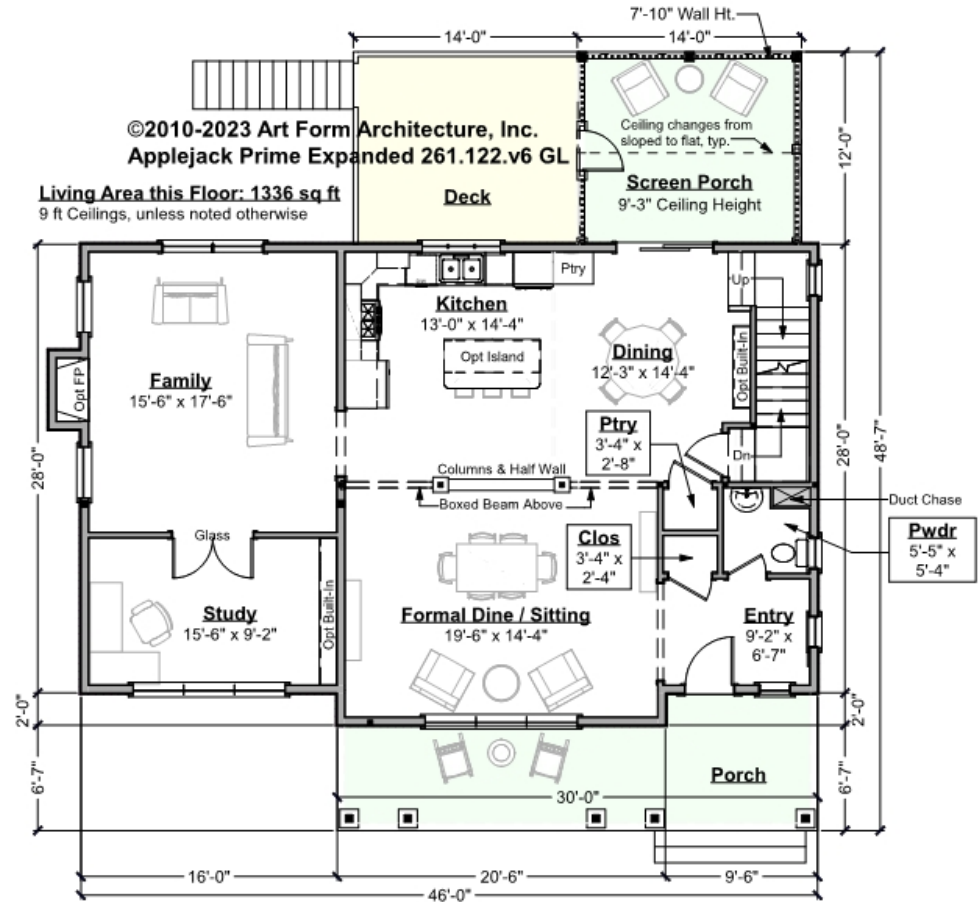 7'-10" Wall Ht.
14'-0"
14'-0"
©2010-2023 Art Form Architecture, Inc.
Applejack Prime Expanded 261.122.v6 GL
Ceiling changes from
sloped to flat, typ.
12'-0"
Living Area this Floor: 1336 sq ft
9 ft Ceilings, unless noted otherwise
Deck
Screen Porch
9'-3" Ceiling Height
Ptry
Up
Kitchen
13'-0" x 14'-4"
Opt Island
Dining
12'-3" x 14'-4"
Opt Built-In
Family
15'-6" x 17'-6"
Opt FP
Ptry
3'-4" x
2'-8"
Dn
28'-0"
28'-0"
48'-7"
Columns & Half Wall
Boxed Beam Above
Duct Chase
Glass
Clos
3'-4" x
2'-4"
Pwdr
5'-5" x
5'-4"
Study
15'-6" x 9'-2"
Opt Built-In
Formal Dine / Sitting
19'-6" x 14'-4"
Entry
9'-2" x
6'-7"
2'-0"
2'-0"
6'-7"
6'-7"
Porch
30'-0"
16'-0"
20'-6"
9'-6"
46'-0"